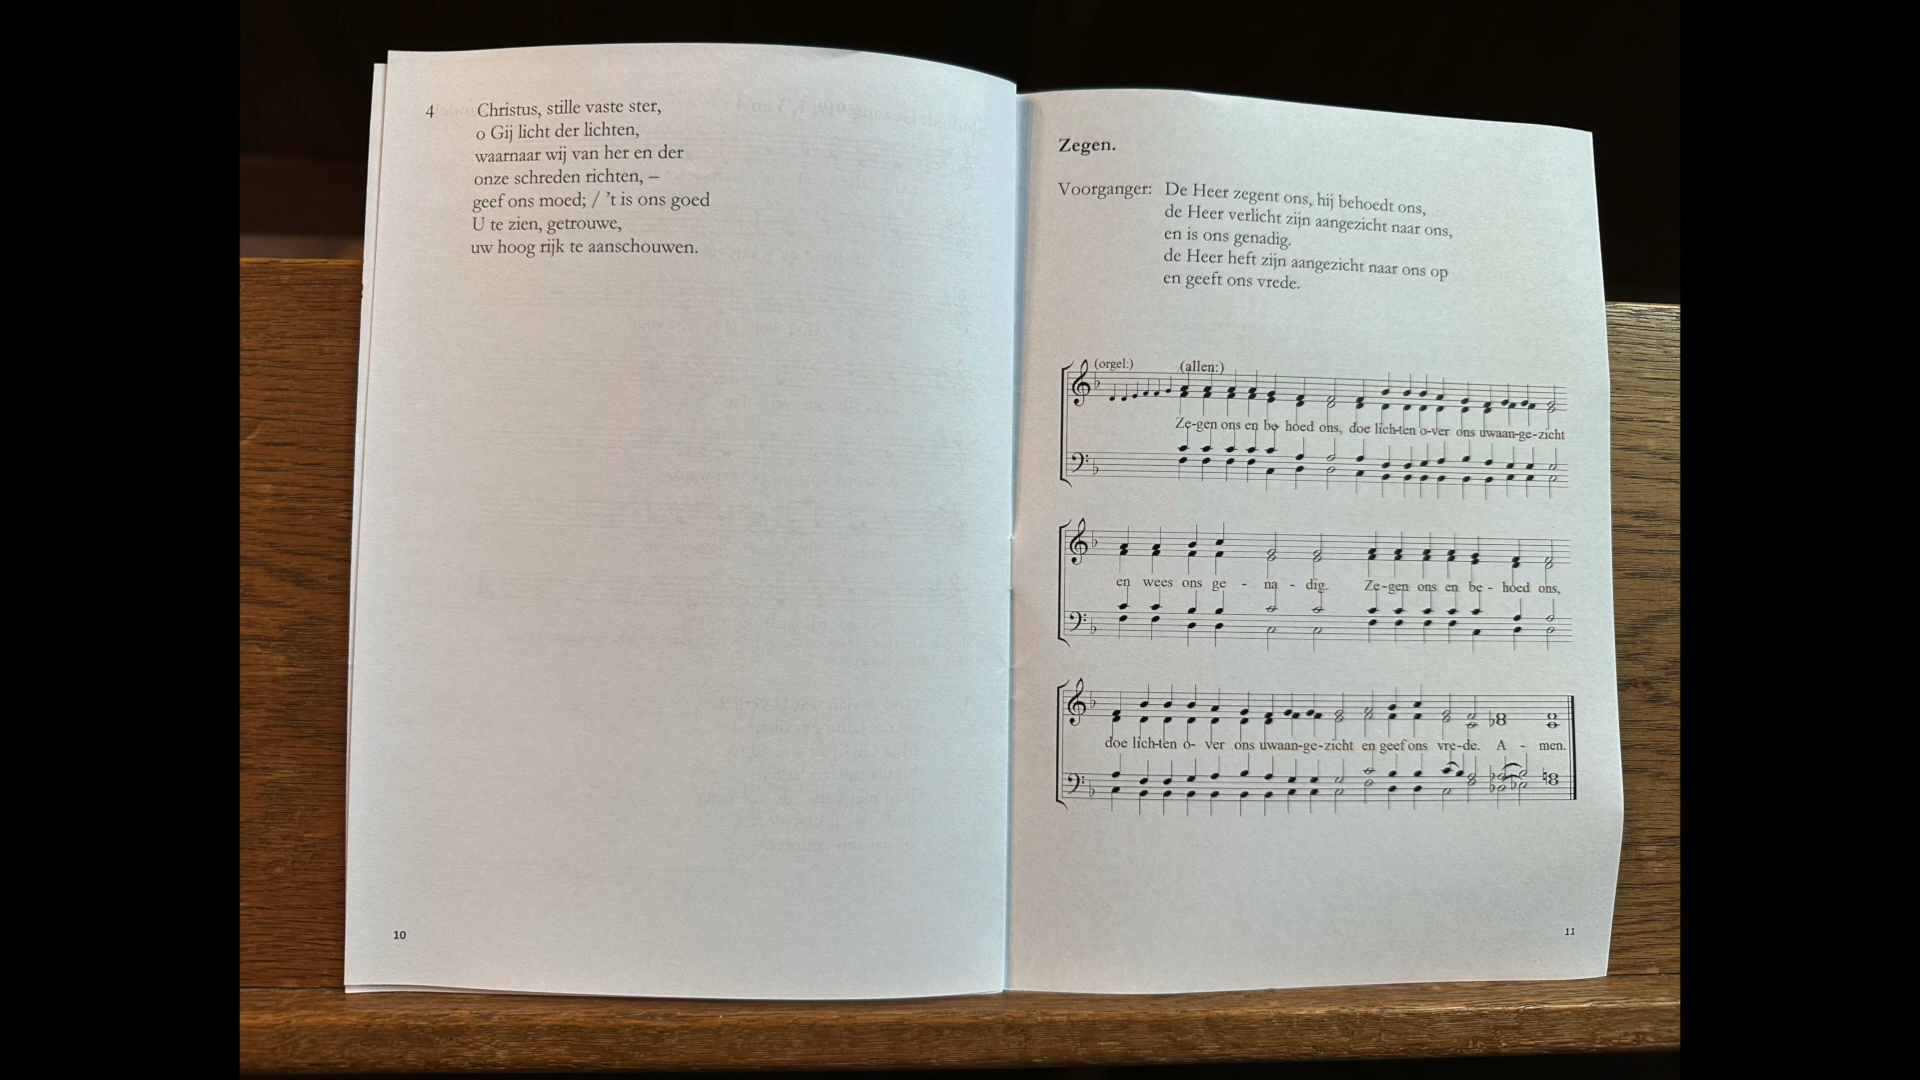 4 Christus, stille vaste ster,
o Gij licht der lichten,
waarnaar wij van her en der
onze schreden richten, –
geef ons moed; / 't is ons goed
U te zien, getrouwe,
uw hoog rijk te aanschouwen.
10
Zegen.
Voorganger: De Heer zegent ons, hij behoedt ons,
de Heer verlicht zijn aangezicht naar ons,
en is ons genadig.
de Heer heft zijn aangezicht naar ons op
en geeft ons vrede.
(orgel:) (allen:)
Ze-gen ons en be hoed ons, doe lich-ten o-ver ons uwaan-ge-zicht
en wees ons ge - na - dig. Ze-gen ons en be - hoed ons,
doe lich-ten o- ver ons uwaan-ge-zicht en geef ons vre-de. A - men.
11